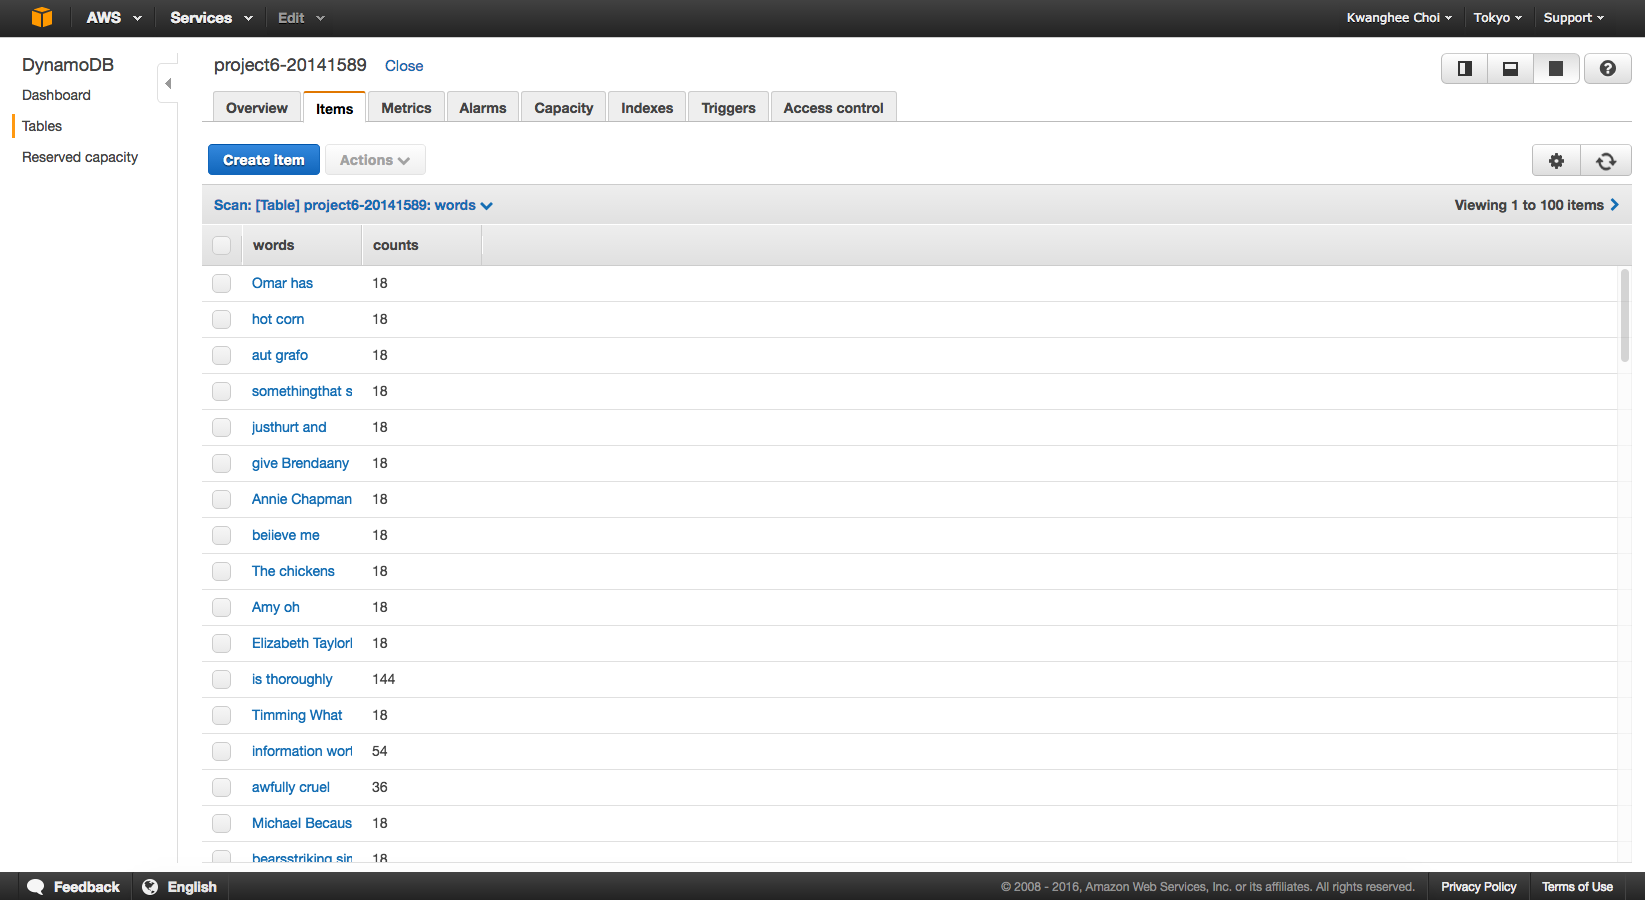 AWS Services Edit Kwanghee Choi Tokyo Support
DynamoDB
Dashboard
Tables
Reserved capacity
project6-20141589 Close
Overview Items Metrics Alarms Capacity Indexes Triggers Access control
Create item Actions
Scan: [Table] project6-20141589: words Viewing 1 to 100 items
words counts
Omar has 18
hot corn 18
aut grafo 18
somethingthat s 18
justhurt and 18
give Brendaany 18
Annie Chapman 18
beiieve me 18
The chickens 18
Amy oh 18
Elizabeth Taylorl 18
is thoroughly 144
Timming What 18
information wort 54
awfully cruel 36
Michael Becaus 18
bearsstriking sin 18
Feedback English © 2008 - 2016, Amazon Web Services, Inc. or its affiliates. All rights reserved. Privacy Policy Terms of Use